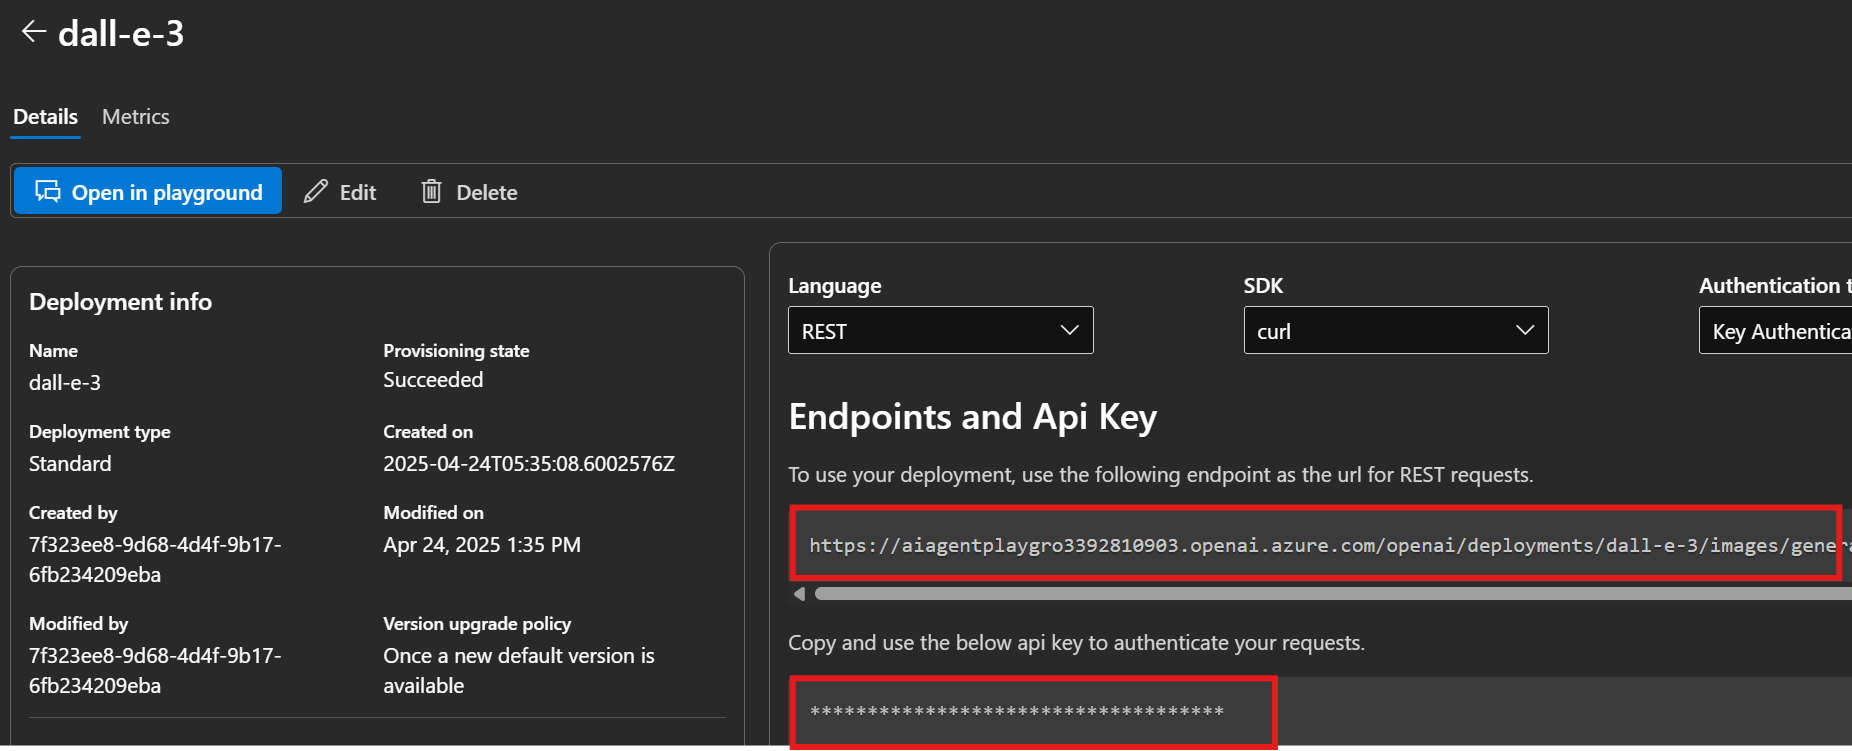 dall-e-3
Details Metrics
Open in playground Edit Delete
Deployment info
Name
dall-e-3
Provisioning state
Succeeded
Deployment type
Standard
Created on
2025-04-24T05:35:08.6002576Z
Created by
7f323ee8-9d68-4d4f-9b17-
6fb234209eba
Modified on
Apr 24, 2025 1:35 PM
Modified by
7f323ee8-9d68-4d4f-9b17-
6fb234209eba
Version upgrade policy
Once a new default version is
available
Language
REST
SDK
curl
Authentication t
Key Authentica
Endpoints and Api Key
To use your deployment, use the following endpoint as the url for REST requests.
https://aiagentplaygro3392810903.openai.azure.com/openai/deployments/dall-e-3/images/genera
Copy and use the below api key to authenticate your requests.
************************************